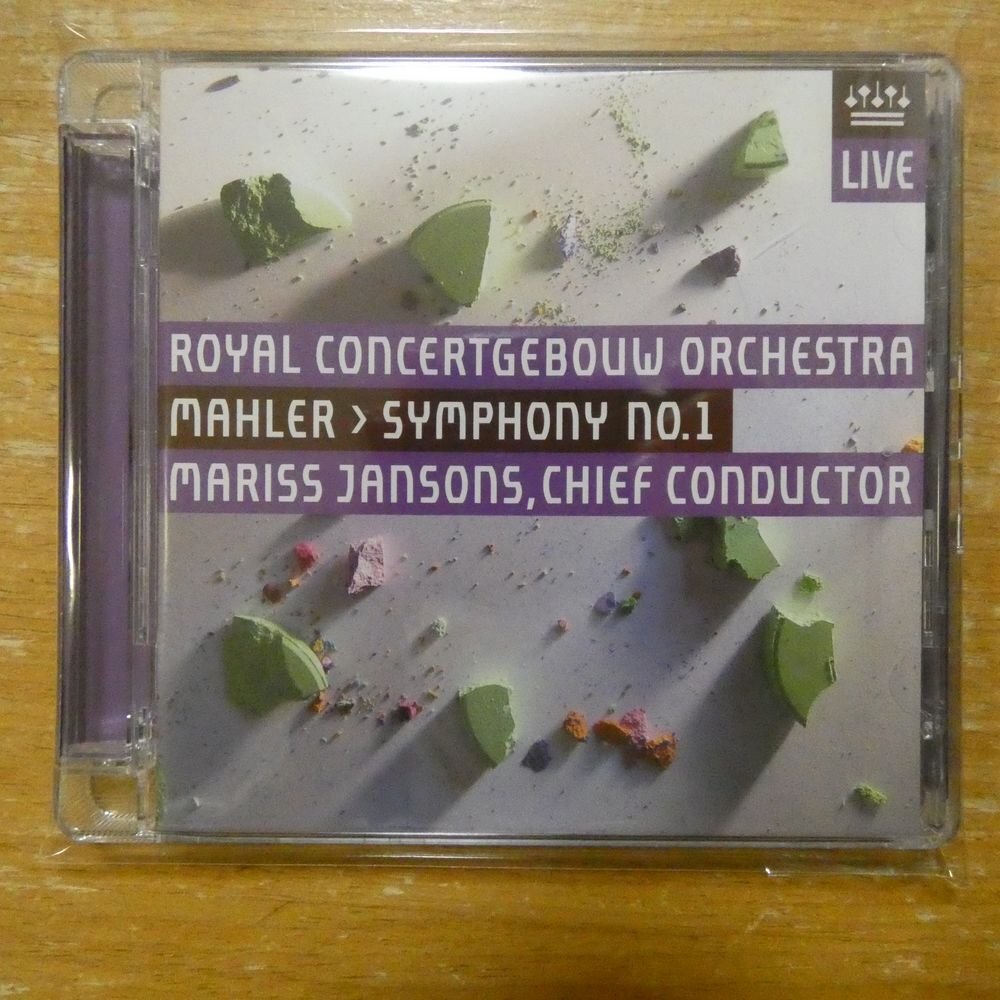 LIVE
ROYAL CONCERTGEBOUW ORCHESTRA
MAHLER > SYMPHONY NO.1
MARISS JANSONS, CHIEF CONDUCTOR